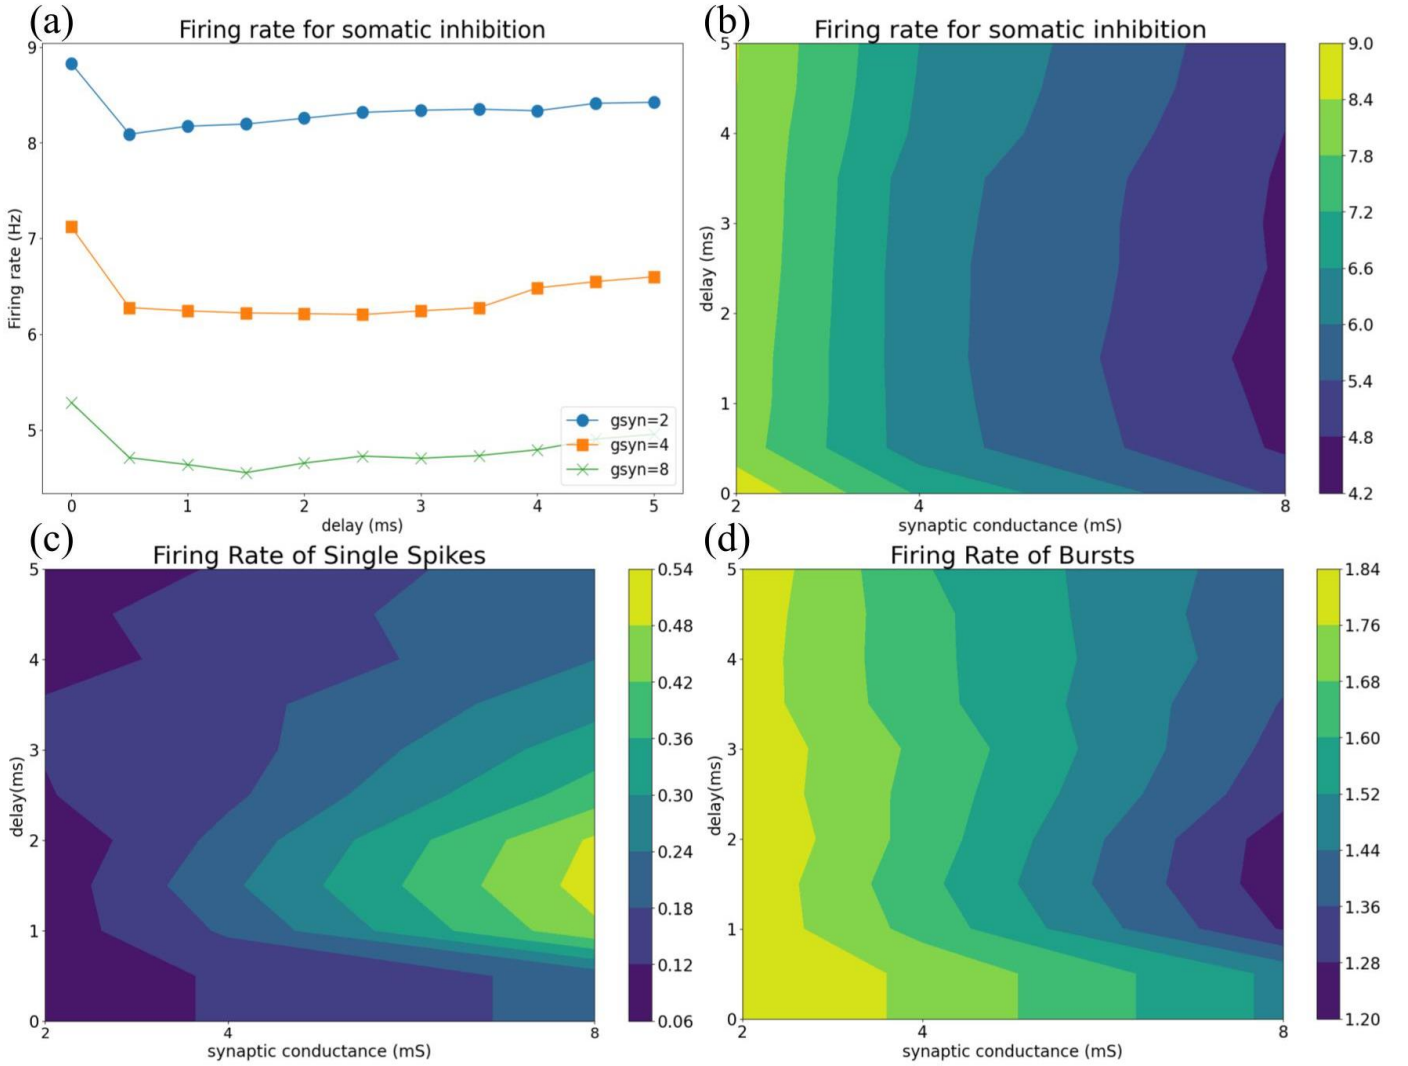 (a)
Firing rate for somatic inhibition
9
8
7
6
5
Firing rate (Hz)
0 1 2 3 4 5
delay (ms)
gsyn=2
gsyn=4
gsyn=8
(b)
Firing rate for somatic inhibition
5
4
3
2
1
0
delay (ms)
2 4 8
synaptic conductance (mS)
9.0
8.4
7.8
7.2
6.6
6.0
5.4
4.8
4.2
(c)
Firing Rate of Single Spikes
5
4
3
2
1
0
delay(ms)
2 4 8
synaptic conductance (mS)
0.54
0.48
0.42
0.36
0.30
0.24
0.18
0.12
0.06
(d)
Firing Rate of Bursts
5
4
3
2
1
0
delay(ms)
2 4 8
synaptic conductance (mS)
1.84
1.76
1.68
1.60
1.52
1.44
1.36
1.28
1.20